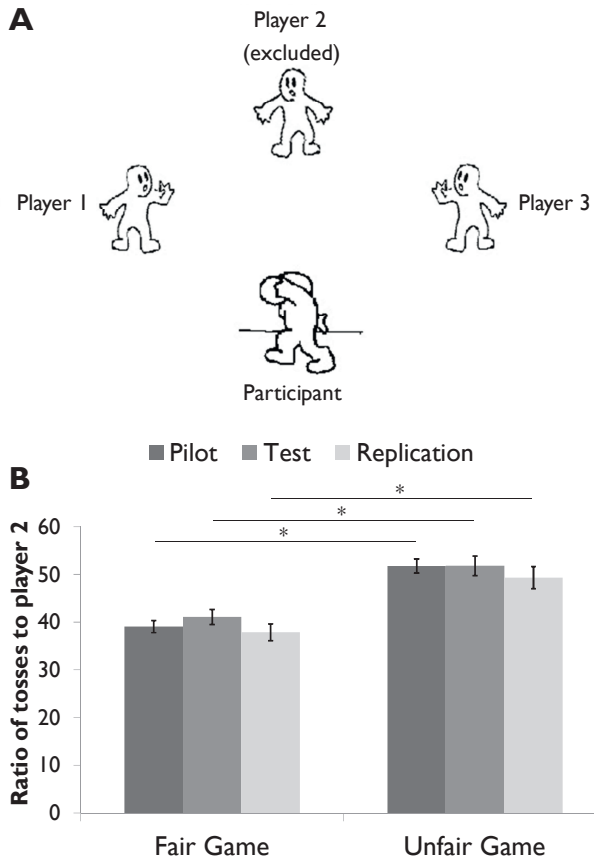 A
Player 2
(excluded)
Player 1
Player 3
Participant
Pilot Test Replication
B
*
*
*
Ratio of tosses to player 2
60
50
40
30
20
10
0
Fair Game Unfair Game